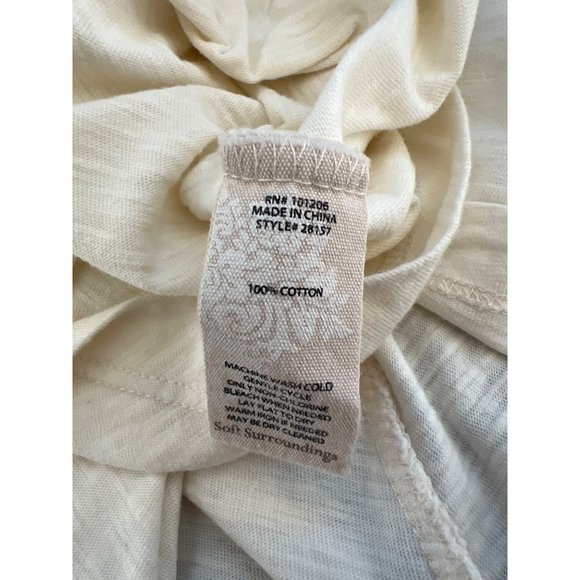 RN# 101206
MADE IN CHINA
STYLE# 28157
100% COTTON
MACHINE WASH COLD
GENTLE CYCLE
ONLY NON-CHLORINE
BLEACH WHEN NEEDED
LAY FLAT TO DRY
WARM IRON IF NEEDED
MAY BE DRY CLEANED
Soft Surroundings